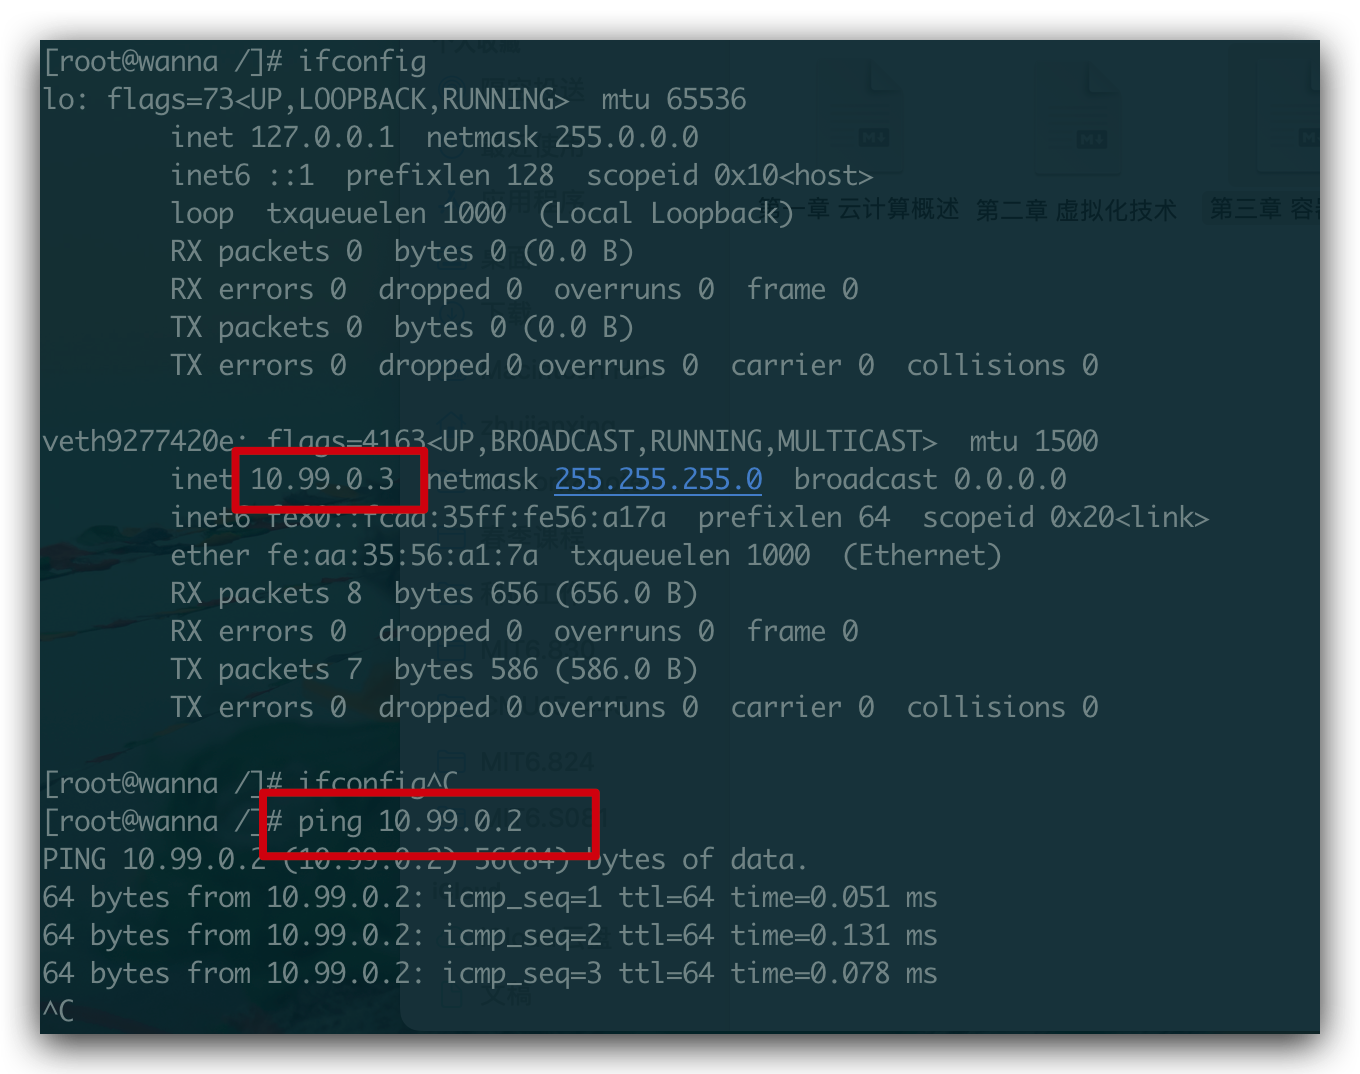 [root@wanna /]# ifconfig
lo: flags=73<UP,LOOPBACK,RUNNING>  mtu 65536
        inet 127.0.0.1  netmask 255.0.0.0
        inet6 ::1  prefixlen 128  scopeid 0x10<host>
        loop  txqueuelen 1000  (Local Loopback)
第一章 云计算概述 第二章 虚拟化技术 第三章
        RX packets 0  bytes 0 (0.0 B)
        RX errors 0  dropped 0  overruns 0  frame 0
        TX packets 0  bytes 0 (0.0 B)
        TX errors 0  dropped 0 overruns 0  carrier 0  collisions 0
veth9277420e: flags=4163<UP,BROADCAST,RUNNING,MULTICAST>  mtu 1500
        inet 10.99.0.3  netmask 255.255.255.0  broadcast 0.0.0.0
        inet6 fe80::fcaa:35ff:fe56:a17a  prefixlen 64  scopeid 0x20<link>
        ether fe:aa:35:56:a1:7a  txqueuelen 1000  (Ethernet)
        RX packets 8  bytes 656 (656.0 B)
        RX errors 0  dropped 0  overruns 0  frame 0
MIT6.830
        TX packets 7  bytes 586 (586.0 B)
        TX errors 0  dropped 0 overruns 0  carrier 0  collisions 0
MIT6.824
[root@wanna /]# ifconfig^C
[root@wanna /]# ping 10.99.0.2
MIT6.S081
PING 10.99.0.2 (10.99.0.2) 56(84) bytes of data.
64 bytes from 10.99.0.2: icmp_seq=1 ttl=64 time=0.051 ms
64 bytes from 10.99.0.2: icmp_seq=2 ttl=64 time=0.131 ms
64 bytes from 10.99.0.2: icmp_seq=3 ttl=64 time=0.078 ms
^C